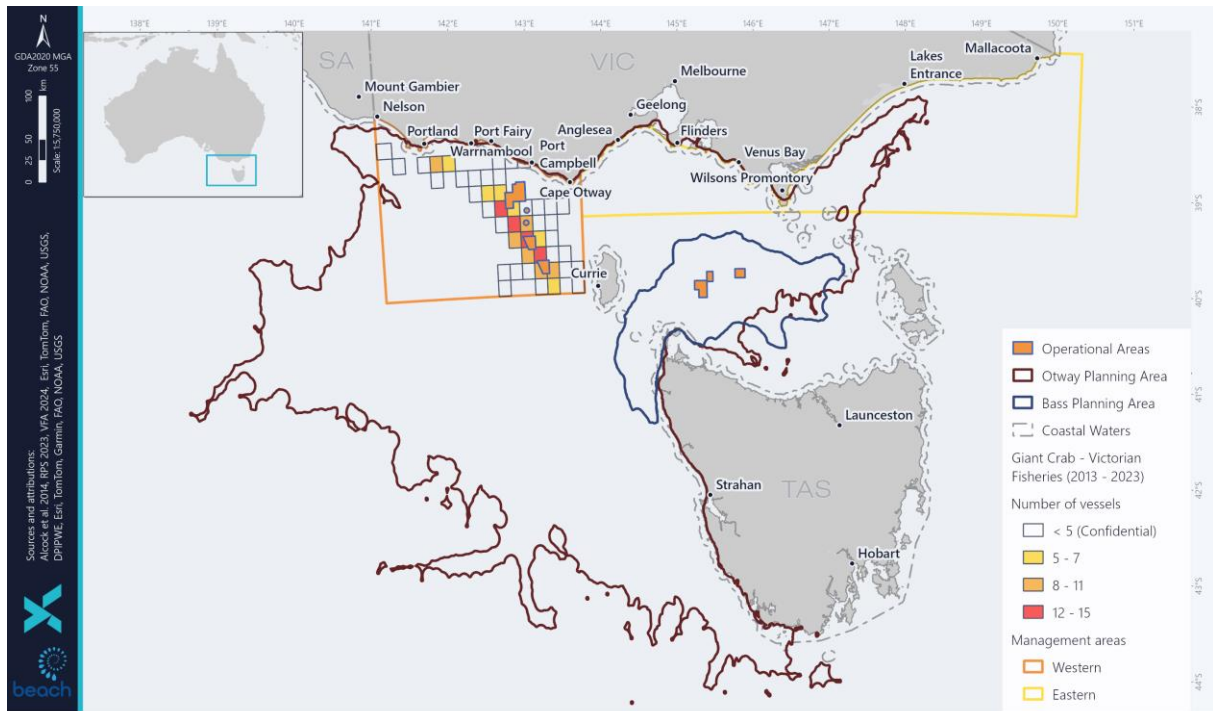 138°E
139°E
140°E
141°E
142°E
143°E
144°E
145°E
146°E
147°E
148°E
149°E
150°E
151°E
N
GDA2020 MGA
Zone 55
km
100
50
25
0
Scale: 1:5,750,000
SA
VIC
TAS
Mount Gambier
Nelson
Portland
Port Fairy
Warrnambool
Port
Campbell
Cape Otway
Anglesea
Geelong
Melbourne
Flinders
Venus Bay
Wilsons Promontory
Lakes
Entrance
Mallacoota
Currie
Launceston
Strahan
Hobart
38°S
39°S
40°S
41°S
42°S
43°S
44°S
Operational Areas
Otway Planning Area
Bass Planning Area
Coastal Waters
Giant Crab - Victorian
Fisheries (2013 - 2023)
Number of vessels
< 5 (Confidential)
5 - 7
8 - 11
12 - 15
Management areas
Western
Eastern
Sources and attributions:
Alcock et al. 2014, RPS 2023, VFA 2024, Esri, TomTom, FAO, NOAA, USGS,
DPIPWE, Esri, TomTom, Garmin, FAO, NOAA, USGS
beach